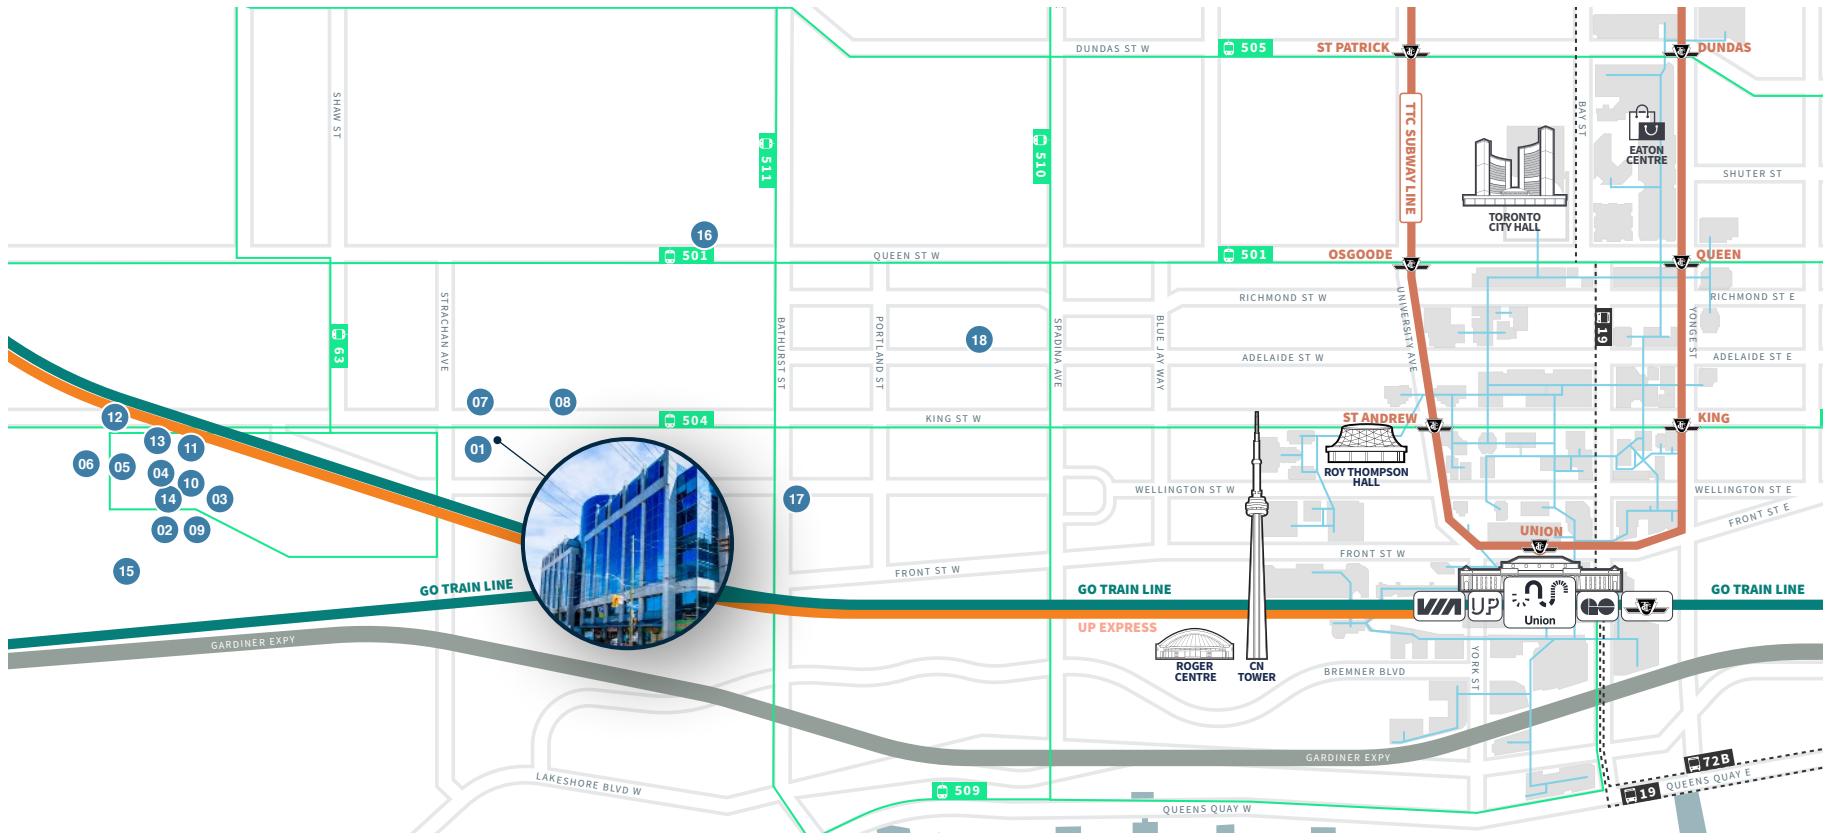 DUNDAS ST W
505
ST PATRICK
DUNDAS
SHAW ST
511
510
TTC SUBWAY LINE
BAY ST
EATON
CENTRE
SHUTER ST
TORONTO
CITY HALL
16
501
QUEEN ST W
501
OSGOODE
QUEEN
STRACHAN AVE
63
BATHURST ST
PORTLAND ST
18
SPADINA AVE
BLUE JAY WAY
RICHMOND ST W
UNIVERSITY AVE
19
YONGE ST
RICHMOND ST E
ADELAIDE ST W
ADELAIDE ST E
12
07
08
504
KING ST W
ST ANDREW
KING
13
11
01
06
05
04
10
14
03
02
09
17
ROY THOMPSON
HALL
WELLINGTON ST W
WELLINGTON ST E
FRONT ST E
UNION
15
FRONT ST W
FRONT ST W
GO TRAIN LINE
GO TRAIN LINE
GO TRAIN LINE
UP EXPRESS
VIA
UP
GO
Union
GARDINER EXPY
ROGER
CENTRE
CN
TOWER
BREMNER BLVD
YORK ST
GARDINER EXPY
LAKESHORE BLVD W
509
QUEENS QUAY W
72B
19
QUEENS QUAY E